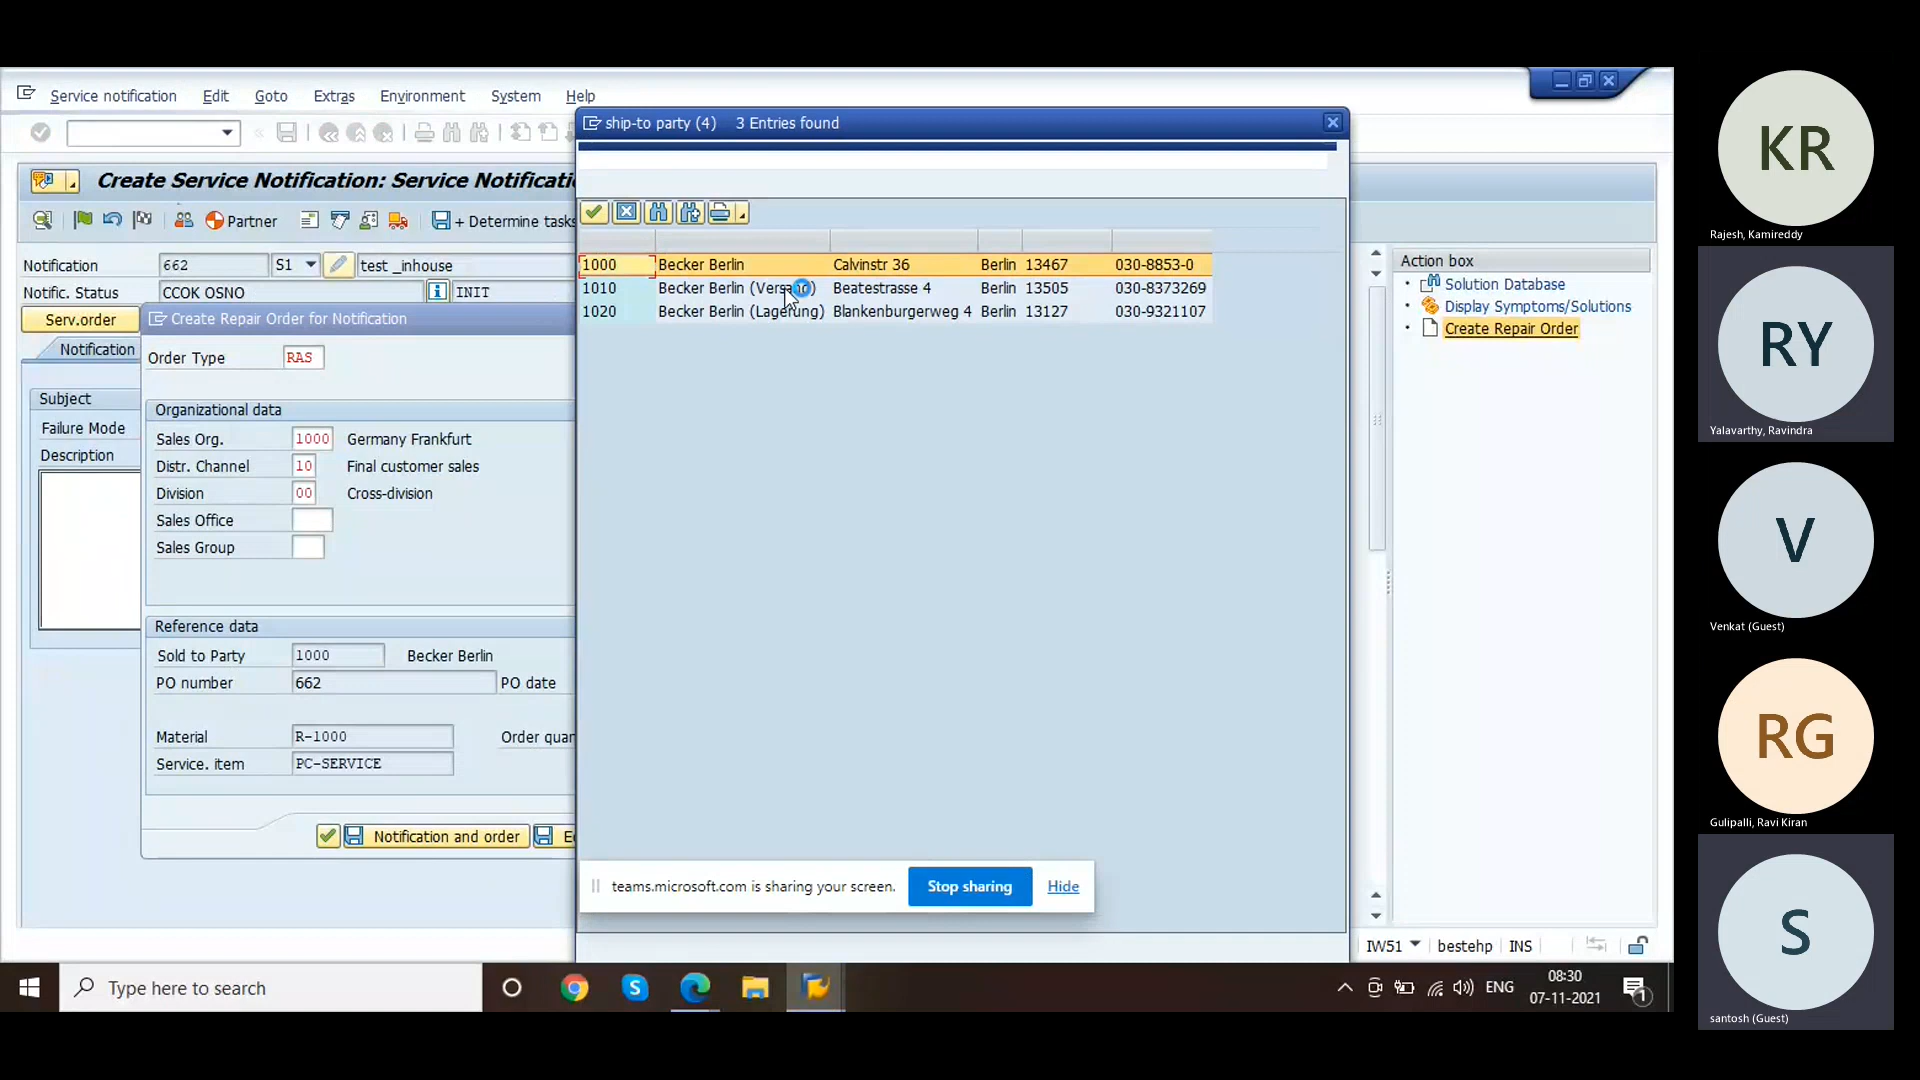 Service notification Edit Goto Extras Environment System Help
ship-to party (4) 3 Entries found
Create Service Notification: Service Notificati
Partner
+ Determine tasks
Notification 662 S1 test _inhouse
Notific. Status CCOK OSNO INIT
Serv.order
Notification
Subject
Failure Mode
Description
Create Repair Order for Notification
Order Type RAS
Organizational data
Sales Org. 1000 Germany Frankfurt
Distr. Channel 10 Final customer sales
Division 00 Cross-division
Sales Office
Sales Group
Reference data
Sold to Party 1000 Becker Berlin
PO number 662 PO date
Material R-1000 Order quan
Service. item PC-SERVICE
Notification and order
1000 Becker Berlin Calvinstr 36 Berlin 13467 030-8853-0
1010 Becker Berlin (Versand) Beatestrasse 4 Berlin 13505 030-8373269
1020 Becker Berlin (Lagerung) Blankenburgerweg 4 Berlin 13127 030-9321107
Action box
Solution Database
Display Symptoms/Solutions
Create Repair Order
teams.microsoft.com is sharing your screen. Stop sharing Hide
IW51 bestehp INS
Type here to search
ENG
08:30
07-11-2021
1
KR
Rajesh, Kamireddy
RY
Yalavarthy, Ravindra
V
Venkat (Guest)
RG
Gulipalli, Ravi Kiran
S
santosh (Guest)